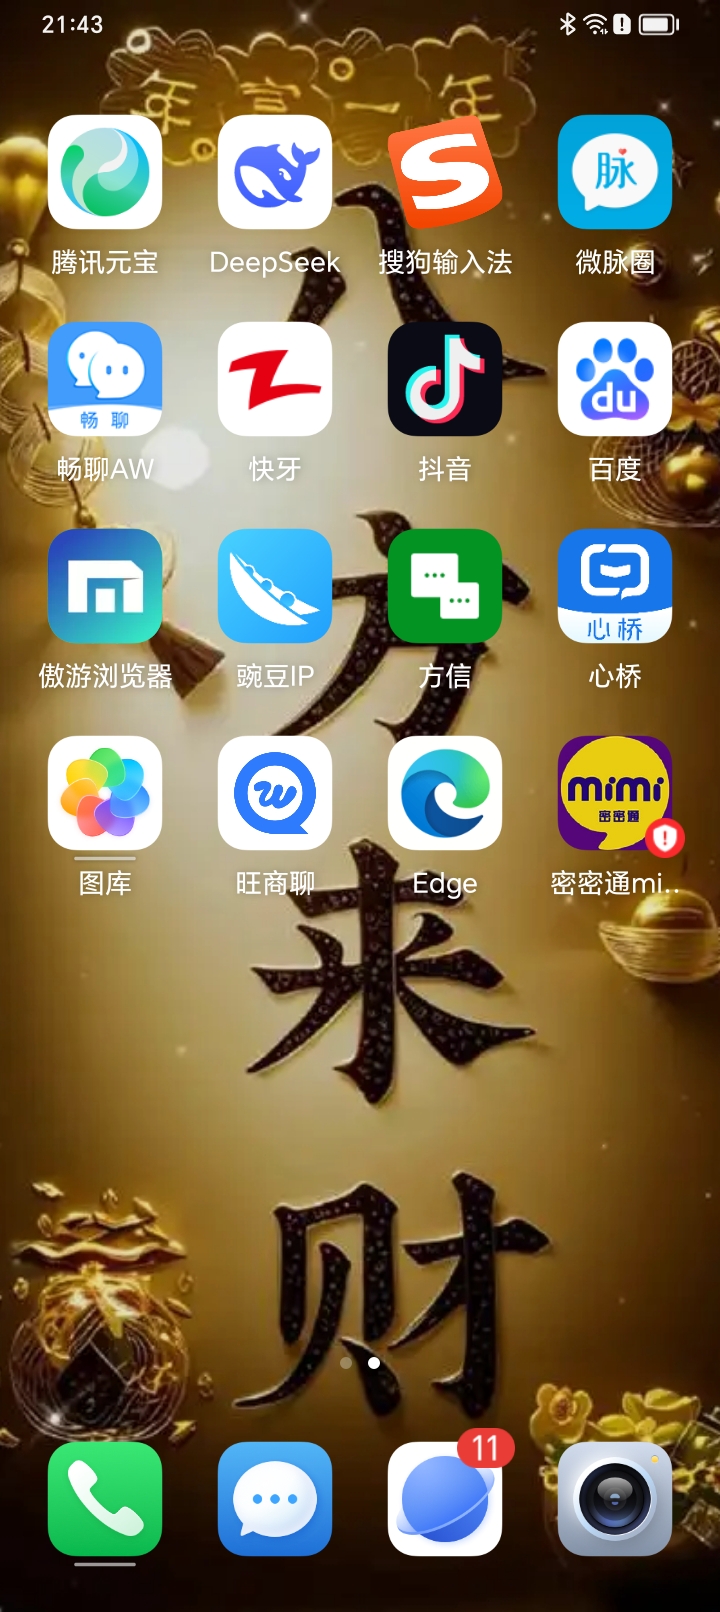 21:43
年富一年
八
方
来
财
脉
腾讯元宝
DeepSeek
搜狗输入法
微脉圈
畅聊
du
畅聊AW
快牙
抖音
百度
心桥
傲游浏览器
豌豆IP
方信
心桥
mimi
密密通
图库
旺商聊
Edge
密密通mi..
11